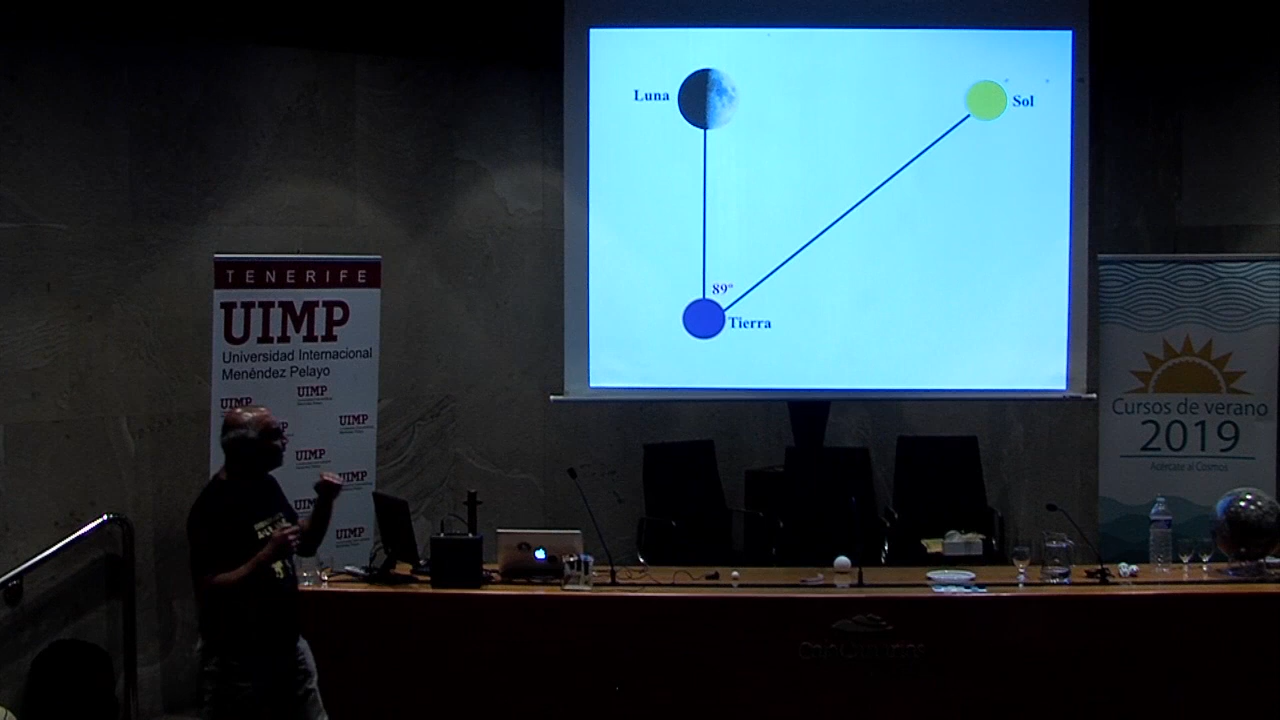 Luna
Sol
89º
Tierra
TENERIFE
UIMP
Universidad Internacional
Menéndez Pelayo
UIMP
UIMP
UIMP
UIMP
UIMP
UIMP
Cursos de verano
2019
Acércate al Cosmos